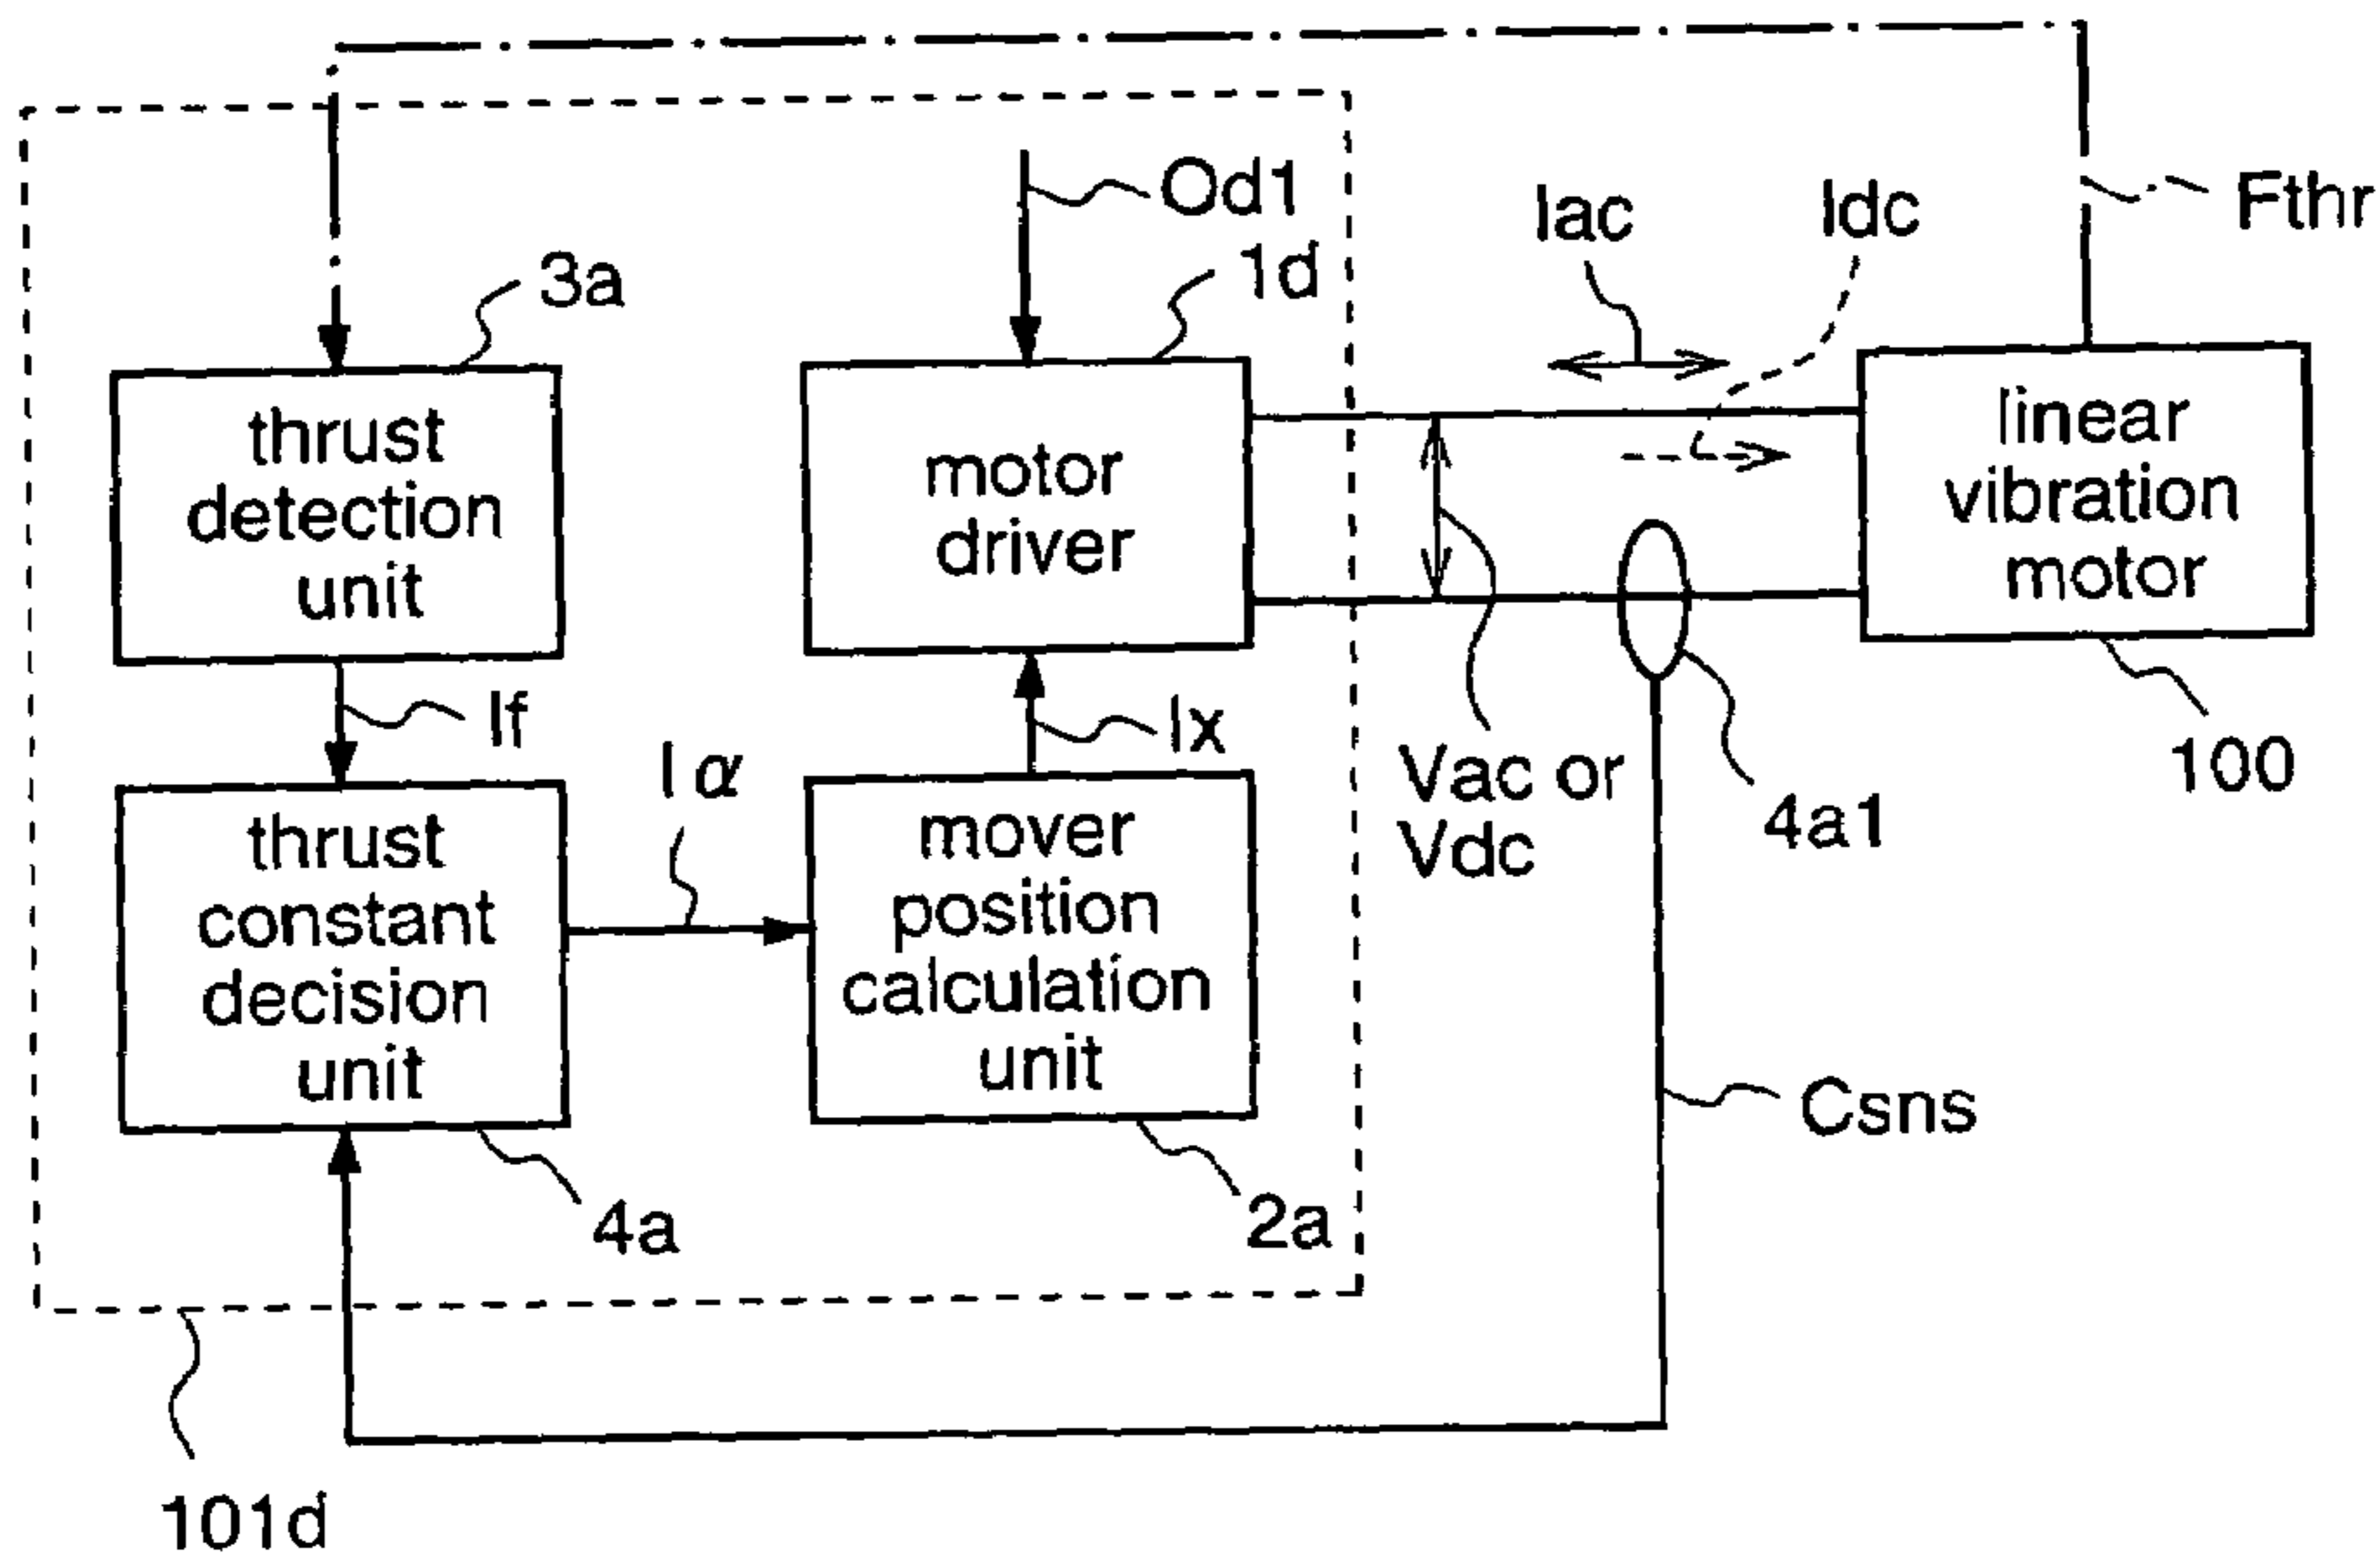 Od1
Iac
Idc
Fthr
3a
1d
thrust
detection
unit
motor
driver
linear
vibration
motor
If
Ix
Iα
Vac or
Vdc
4a1
100
thrust
constant
decision
unit
mover
position
calculation
unit
Csns
4a
2a
101d